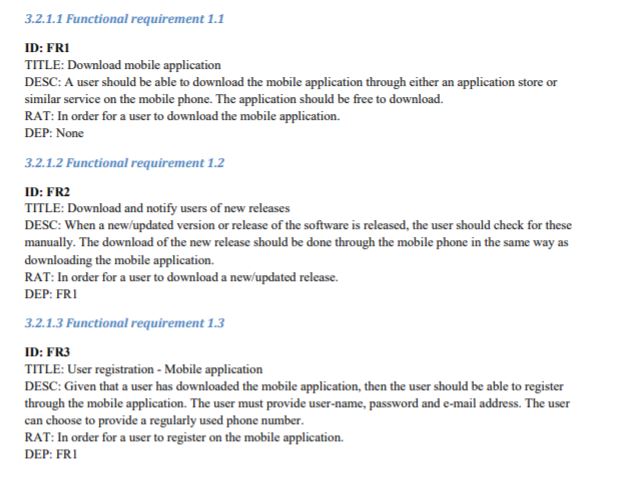 3.2.1.1 Functional requirement 1.1
ID: FR1
TITLE: Download mobile application
DESC: A user should be able to download the mobile application through either an application store or
similar service on the mobile phone. The application should be free to download.
RAT: In order for a user to download the mobile application.
DEP: None
3.2.1.2 Functional requirement 1.2
ID: FR2
TITLE: Download and notify users of new releases
DESC: When a new/updated version or release of the software is released, the user should check for these
manually. The download of the new release should be done through the mobile phone in the same way as
downloading the mobile application.
RAT: In order for a user to download a new/updated release.
DEP: FR1
3.2.1.3 Functional requirement 1.3
ID: FR3
TITLE: User registration - Mobile application
DESC: Given that a user has downloaded the mobile application, then the user should be able to register
through the mobile application. The user must provide user-name, password and e-mail address. The user
can choose to provide a regularly used phone number.
RAT: In order for a user to register on the mobile application.
DEP: FR1